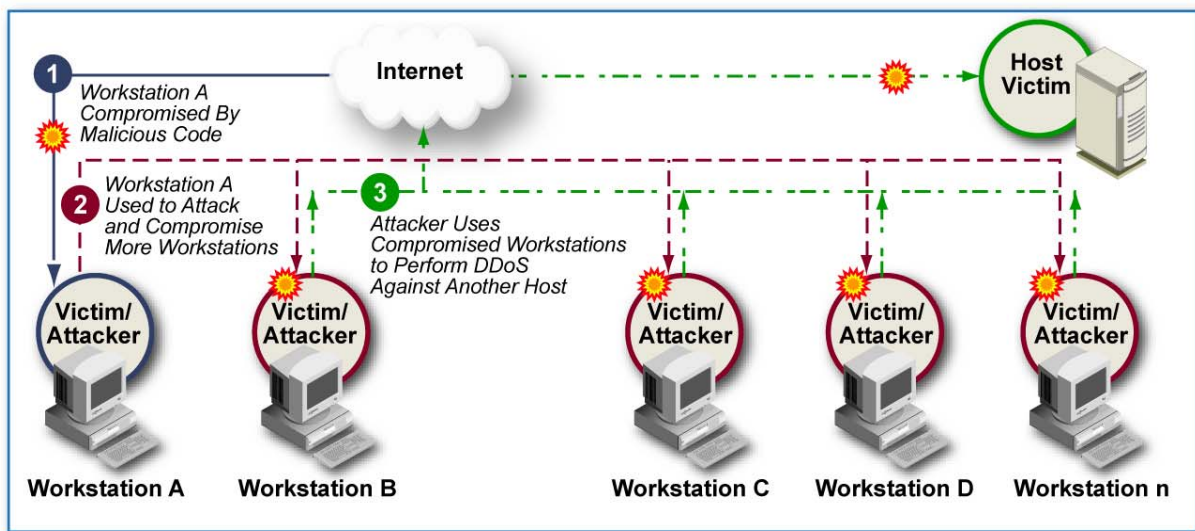 1
Workstation A
Compromised By
Malicious Code
Internet
Host
Victim
2
Workstation A
Used to Attack
and Compromise
More Workstations
3
Attacker Uses
Compromised Workstations
to Perform DDoS
Against Another Host
Victim/
Attacker
Victim/
Attacker
Victim/
Attacker
Victim/
Attacker
Victim/
Attacker
Workstation A
Workstation B
Workstation C
Workstation D
Workstation n